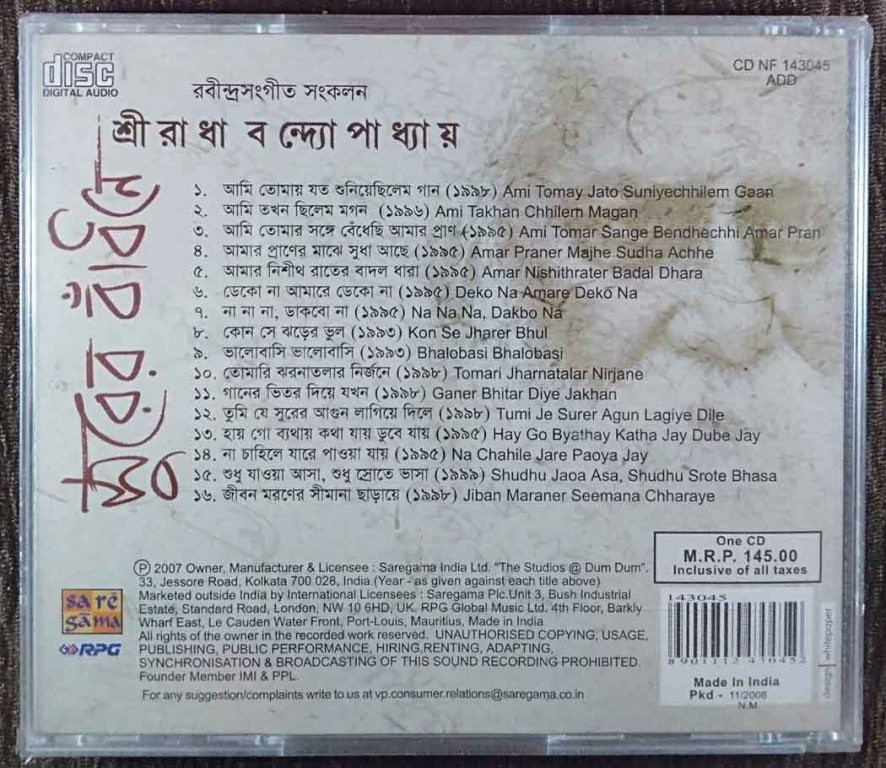 COMPACT
disc
DIGITAL AUDIO
CD NF 143045
ADD
রবীন্দ্রসংগীত সংকলন
শ্রীরাধা বন্দ্যোপাধ্যায়
সুরের বাঁধনে
১. আমি তোমায় যত শুনিয়েছিলেম গান (১৯৯৮) Ami Tomay Jato Suniyechhilem Gaan
২. আমি তখন ছিলেম মগন (১৯৯৬) Ami Takhan Chhilem Magan
৩. আমি তোমার সঙ্গে বেঁধেছি আমার প্রাণ (১৯৯৫) Ami Tomar Sange Bendhechhi Amar Pran
৪. আমার প্রাণের মাঝে সুধা আছে (১৯৯৫) Amar Praner Majhe Sudha Achhe
৫. আমার নিশীথ রাতের বাদল ধারা (১৯৯৫) Amar Nishithrater Badal Dhara
৬. ডেকো না আমারে ডেকো না (১৯৯৫) Deko Na Amare Deko Na
৭. না না না, ডাকবো না (১৯৯৫) Na Na Na, Dakbo Na
৮. কোন সে ঝড়ের ভুল (১৯৯৩) Kon Se Jharer Bhul
৯. ভালোবাসি ভালোবাসি (১৯৯৩) Bhalobasi Bhalobasi
১০. তোমারি ঝরনাতলার নির্জনে (১৯৯৮) Tomari Jharnatalar Nirjane
১১. গানের ভিতর দিয়ে যখন (১৯৯৮) Ganer Bhitar Diye Jakhan
১২. তুমি যে সুরের আগুন লাগিয়ে দিলে (১৯৯৮) Tumi Je Surer Agun Lagiye Dile
১৩. হায় গো ব্যথায় কথা যায় ডুবে যায় (১৯৯৫) Hay Go Byathay Katha Jay Dube Jay
১৪. না চাহিলে যারে পাওয়া যায় (১৯৯৫) Na Chahile Jare Paoya Jay
১৫. শুধু যাওয়া আসা, শুধু স্রোতে ভাসা (১৯৯৯) Shudhu Jaoa Asa, Shudhu Srote Bhasa
১৬. জীবন মরণের সীমানা ছাড়ায়ে (১৯৯৮) Jiban Maraner Seemana Chharaye
One CD
M.R.P. 145.00
Inclusive of all taxes
Ⓟ 2007 Owner, Manufacturer & Licensee : Saregama India Ltd. "The Studios @ Dum Dum".
33, Jessore Road, Kolkata 700 028, India.(Year - as given against each title above)
Marketed outside India by International Licensees : Saregama Plc.Unit 3, Bush Industrial
Estate, Standard Road, London, NW 10 6HD, UK. RPG Global Music Ltd. 4th Floor, Barkly
Wharf East, Le Cauden Water Front, Port-Louis, Mauritius, Made in India
All rights of the owner in the recorded work reserved. UNAUTHORISED COPYING, USAGE,
PUBLISHING, PUBLIC PERFORMANCE, HIRING,RENTING, ADAPTING,
SYNCHRONISATION & BROADCASTING OF THIS SOUND RECORDING PROHIBITED.
Founder Member IMI & PPL.
For any suggestion/complaints write to us at vp.consumer.relations@saregama.co.in
sa rē
gā ma
RPG
143045
8901112 430452
Made In India
Pkd - 11/2008
N.M.
design | whitepaper